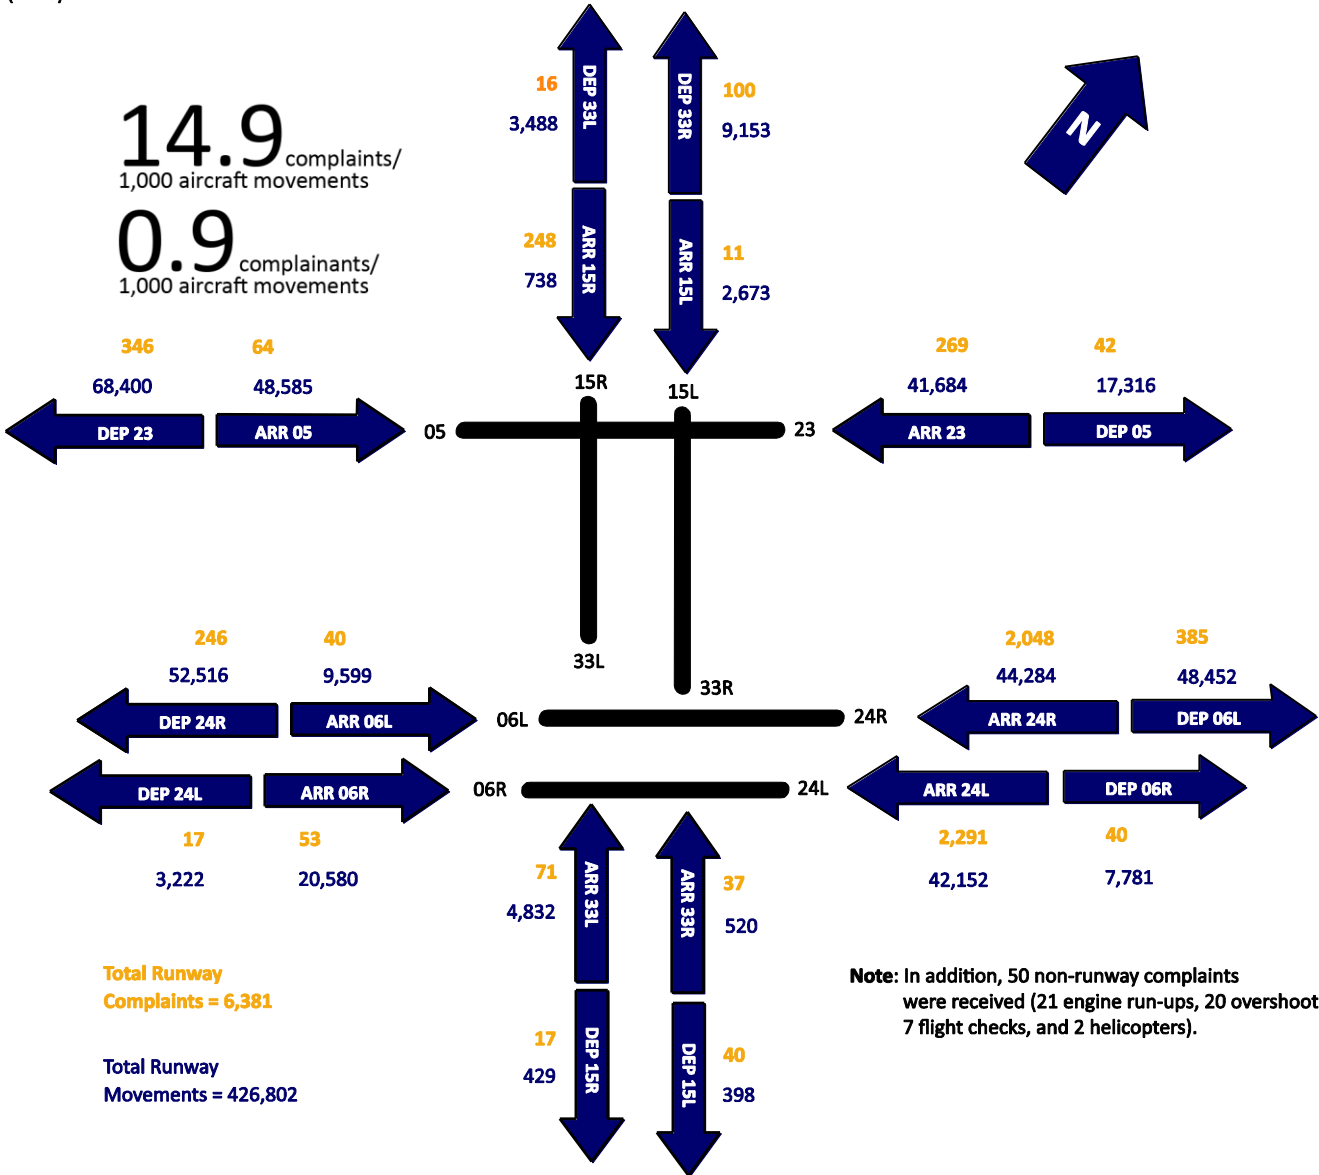 DEP 33L
DEP 33R
16
3,488
100
9,153
N
14.9 complaints/
1,000 aircraft movements
0.9 complainants/
1,000 aircraft movements
ARR 15R
ARR 15L
248
738
11
2,673
346
64
68,400
48,585
DEP 23
ARR 05
15R
15L
05
23
269
42
41,684
17,316
ARR 23
DEP 05
33L
33R
246
40
52,516
9,599
DEP 24R
ARR 06L
06L
24R
2,048
385
44,284
48,452
ARR 24R
DEP 06L
DEP 24L
ARR 06R
06R
24L
ARR 24L
DEP 06R
17
53
3,222
20,580
2,291
40
42,152
7,781
71
4,832
ARR 33L
ARR 33R
37
520
17
429
DEP 15R
DEP 15L
40
398
Total Runway
Complaints = 6,381
Total Runway
Movements = 426,802
Note: In addition, 50 non-runway complaints
were received (21 engine run-ups, 20 overshoot
7 flight checks, and 2 helicopters).